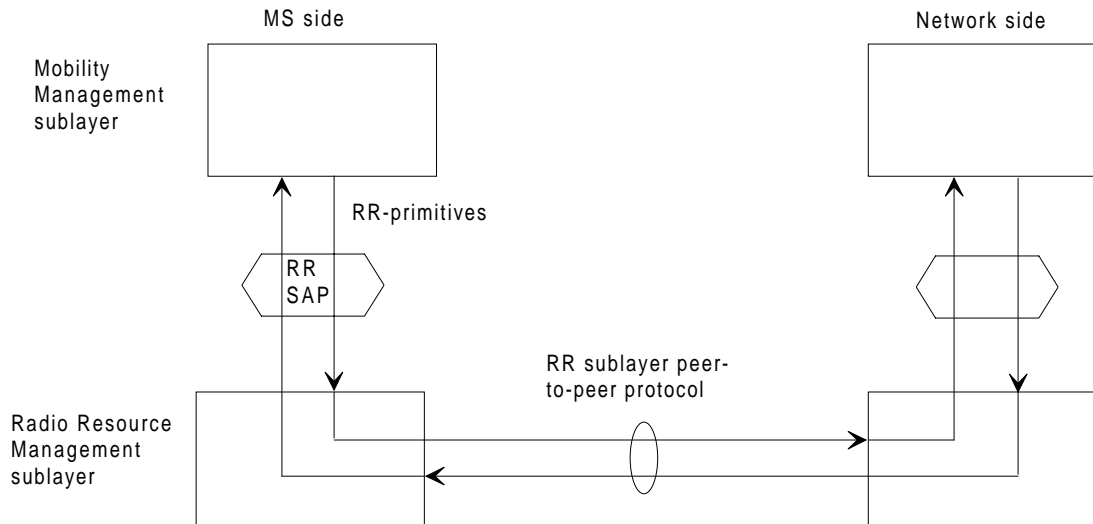 MS side
Network side
Mobility
Management
sublayer
RR-primitives
RR
SAP
RR sublayer peer-
to-peer protocol
Radio Resource
Management
sublayer